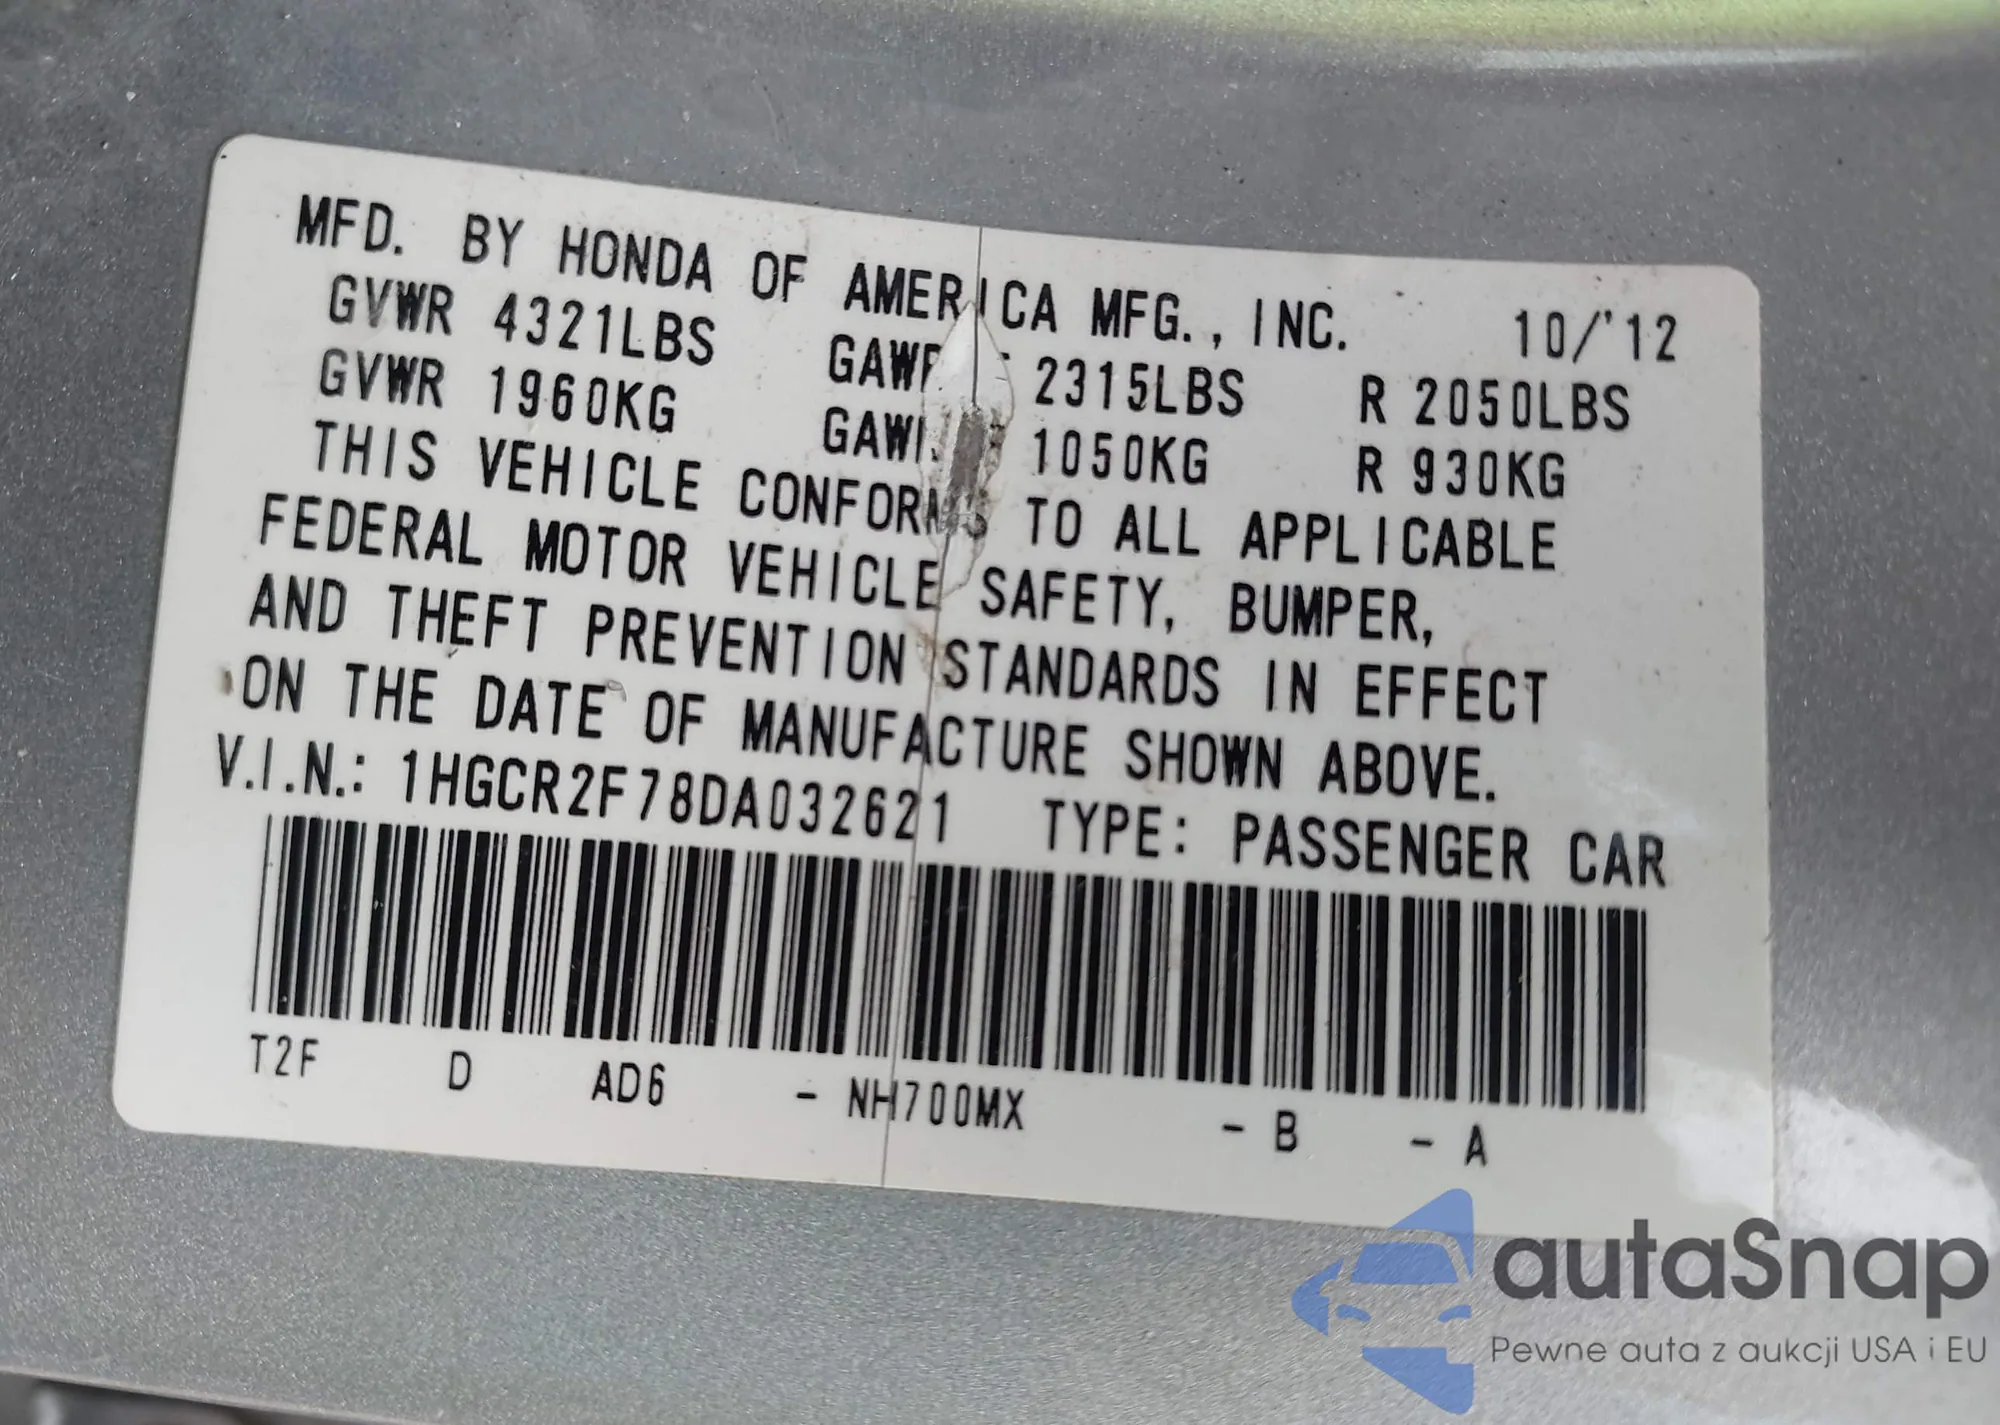 MFD. BY HONDA OF AMERICA MFG., INC. 10/'12
GVWR 4321LBS 2315LBS R 2050LBS
GVWR 1960KG 1050KG R 930KG
THIS VEHICLE CONFORMS TO ALL APPLICABLE
FEDERAL MOTOR VEHICLE SAFETY, BUMPER,
AND THEFT PREVENTION STANDARDS IN EFFECT
ON THE DATE OF MANUFACTURE SHOWN ABOVE.
V.I.N.: 1HGCR2F78DA032621 TYPE: PASSENGER CAR
T2F D AD6 - NH700MX - B - A
autaSnap
Pewne auta z aukcji USA i EU